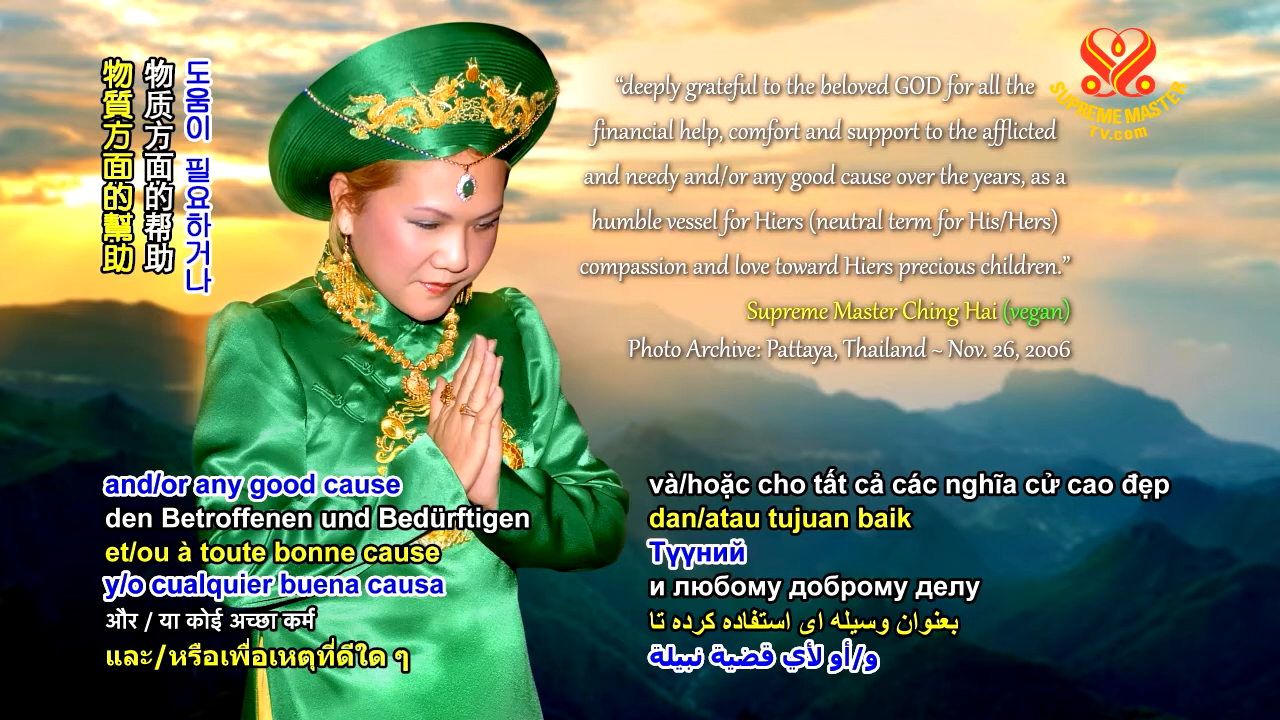 物質方面的幫助
物质方面的帮助
도움이 필요하거나
“deeply grateful to the beloved GOD for all the
financial help, comfort and support to the afflicted
and needy and/or any good cause over the years, as a
humble vessel for Hiers (neutral term for His/Hers)
compassion and love toward Hiers precious children.”
Supreme Master Ching Hai (vegan)
Photo Archive: Pattaya, Thailand ~ Nov. 26, 2006
SUPREME MASTER
TV.com
and/or any good cause
den Betroffenen und Bedürftigen
et/ou à toute bonne cause
y/o cualquier buena causa
और / या कोई अच्छा कर्म
และ/หรือเพื่อเหตุที่ดีใด ๆ
và/hoặc cho tất cả các nghĩa cử cao đẹp
dan/atau tujuan baik
Түүний
и любому доброму делу
بعنوان وسیله ای استفاده کرده تا
و/أو لأي قضية نبيلة